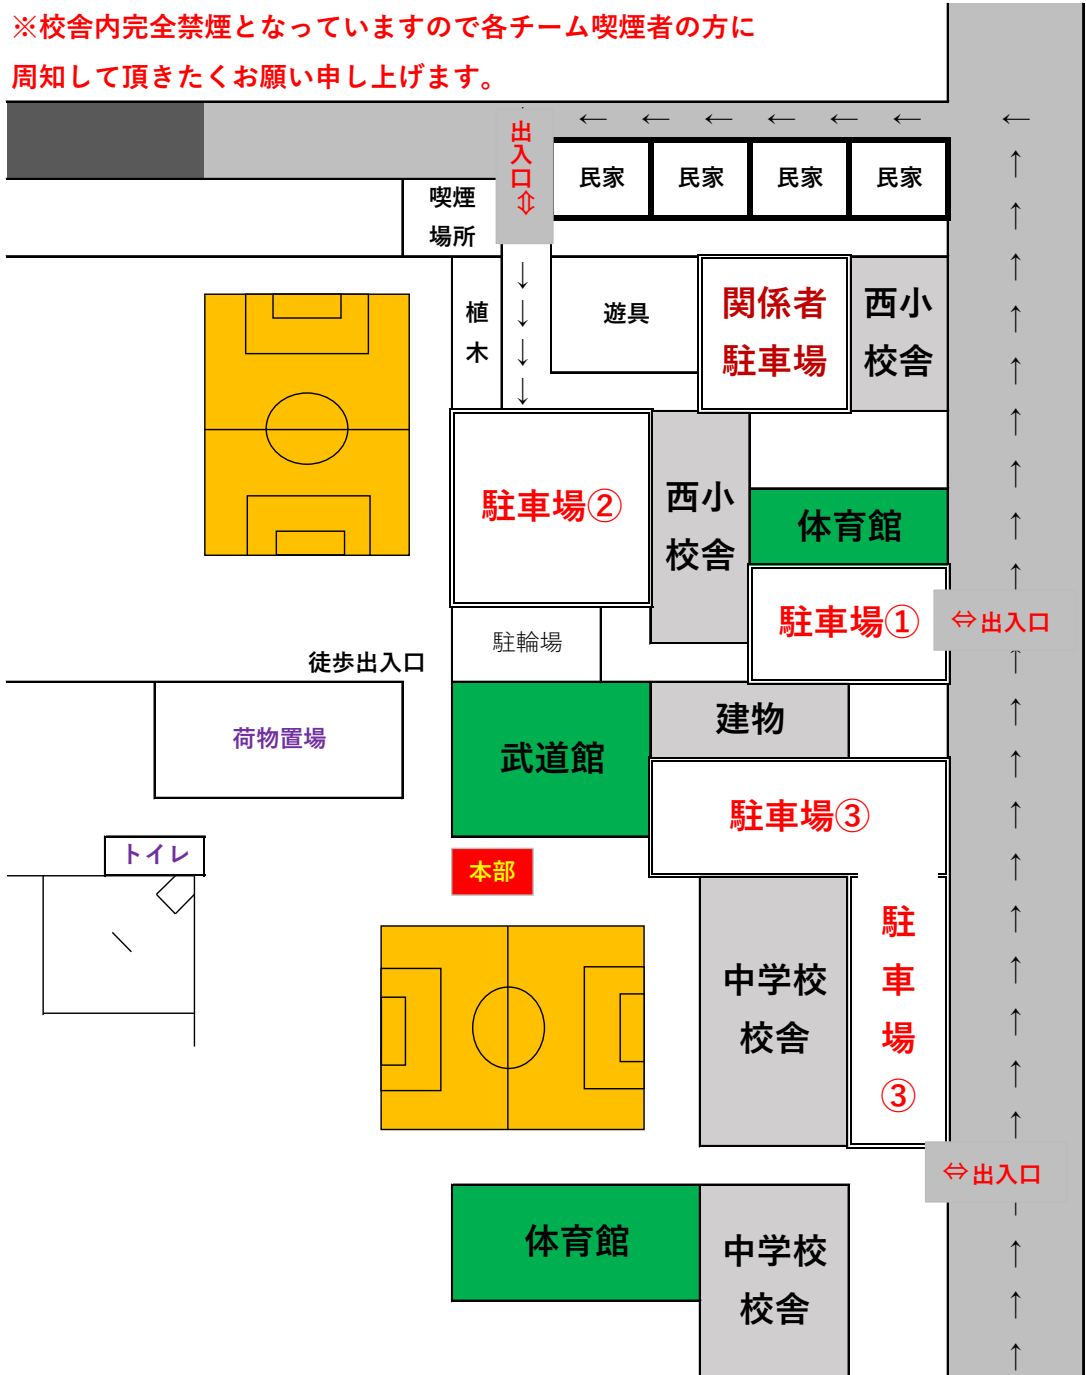 ※校舎内完全禁煙となっていますので各チーム喫煙者の方に
周知して頂きたくお願い申し上げます。
出入口⇔
← ← ← ← ← ← ←
民家 民家 民家 民家
喫煙
場所
植木
↓
↓
↓
↓
遊具
関係者
駐車場
西小
校舎
駐車場②
西小
校舎
体育館
駐車場①
⇔出入口
駐輪場
徒歩出入口
荷物置場
武道館
建物
駐車場③
トイレ
本部
中学校
校舎
駐車場③
⇔出入口
体育館
中学校
校舎